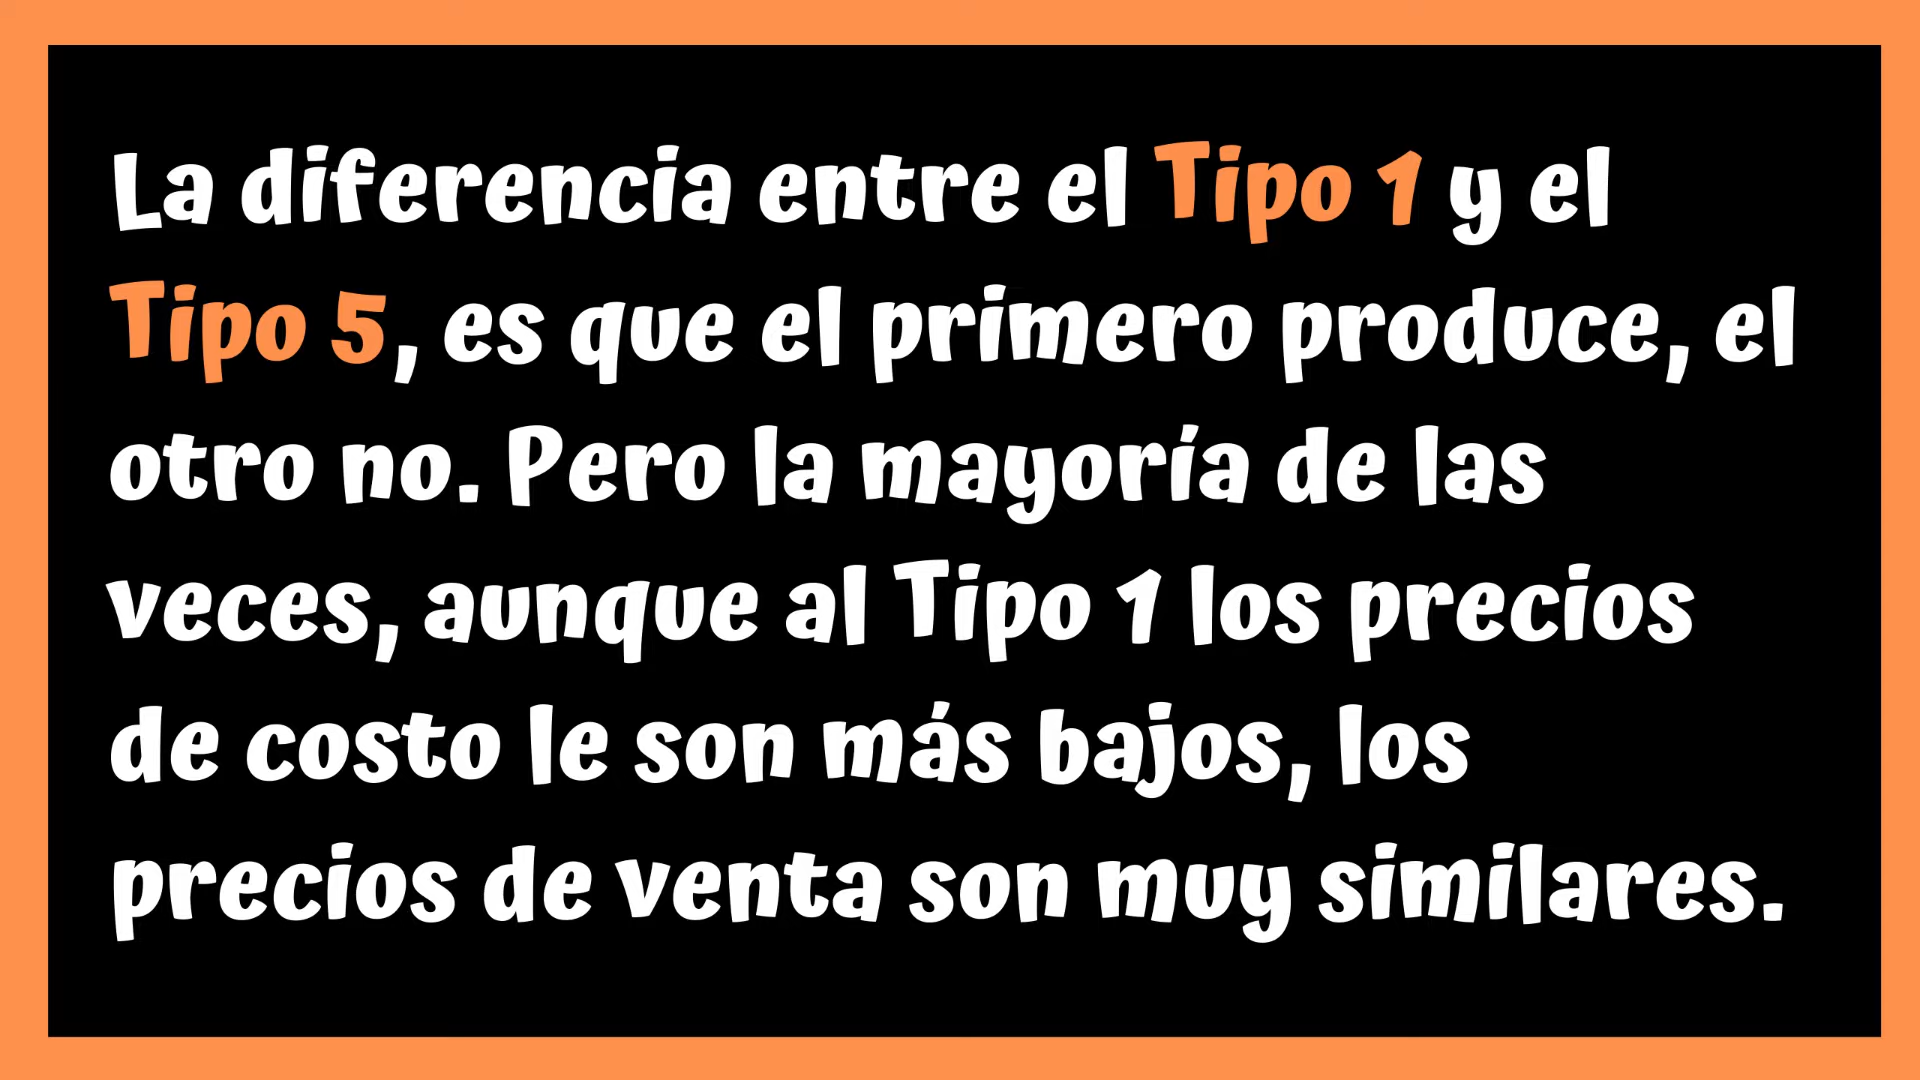 La diferencia entre el Tipo 1 y el
Tipo 5, es que el primero produce, el
otro no. Pero la mayoría de las
veces, aunque al Tipo 1 los precios
de costo le son más bajos, los
precios de venta son muy similares.